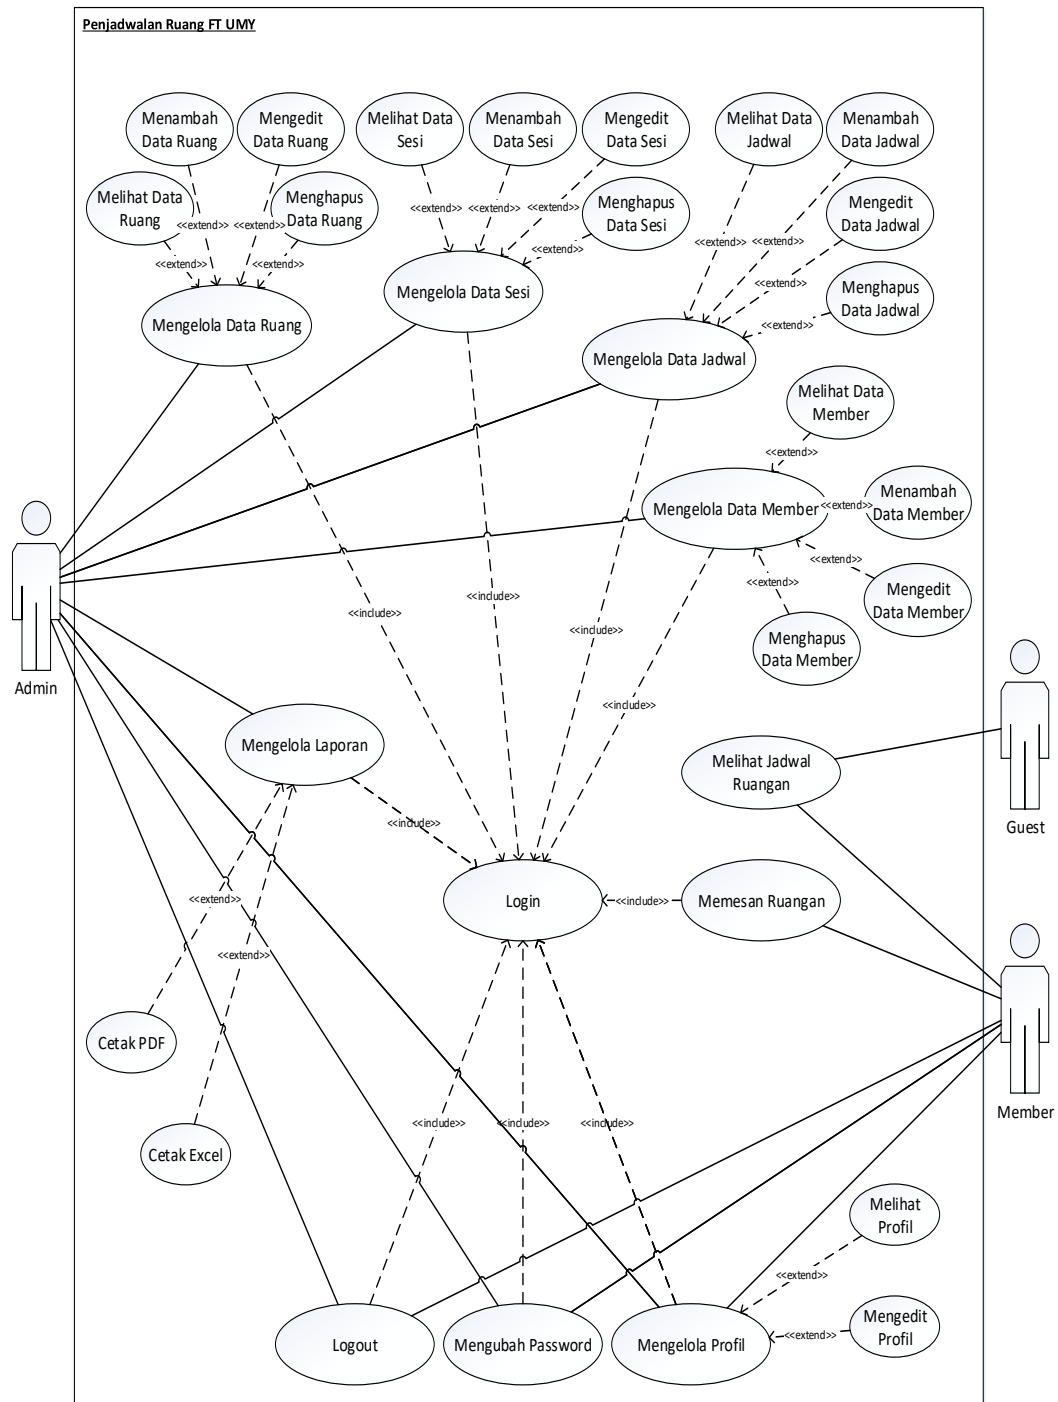 Penjadwalan Ruang FT UMY
Menambah
Data Ruang
Mengedit
Data Ruang
Melihat Data
Sesi
Menambah
Data Sesi
Mengedit
Data Sesi
Melihat Data
Jadwal
Menambah
Data Jadwal
Melihat Data
Ruang
Menghapus
Data Ruang
Menghapus
Data Sesi
Mengedit
Data Jadwal
<<extend>>
<<extend>>
<<extend>>
<<extend>>
<<extend>>
<<extend>>
<<extend>>
<<extend>>
<<extend>>
<<extend>>
<<extend>>
Menghapus
Data Jadwal
<<extend>>
Mengelola Data Ruang
Mengelola Data Sesi
Mengelola Data Jadwal
Melihat Data
Member
<<extend>>
Mengelola Data Member
<<extend>>
Menambah
Data Member
<<extend>>
<<extend>>
Mengedit
Data Member
Menghapus
Data Member
<<include>>
<<include>>
<<include>>
<<include>>
Admin
Mengelola Laporan
Melihat Jadwal
Ruangan
Guest
<<include>>
Login
<<include>>
Memesan Ruangan
<<extend>>
<<extend>>
Cetak PDF
Cetak Excel
Member
<<include>>
<<include>>
<<include>>
Melihat
Profil
<<extend>>
Mengedit
Profil
<<extend>>
Logout
Mengubah Password
Mengelola Profil